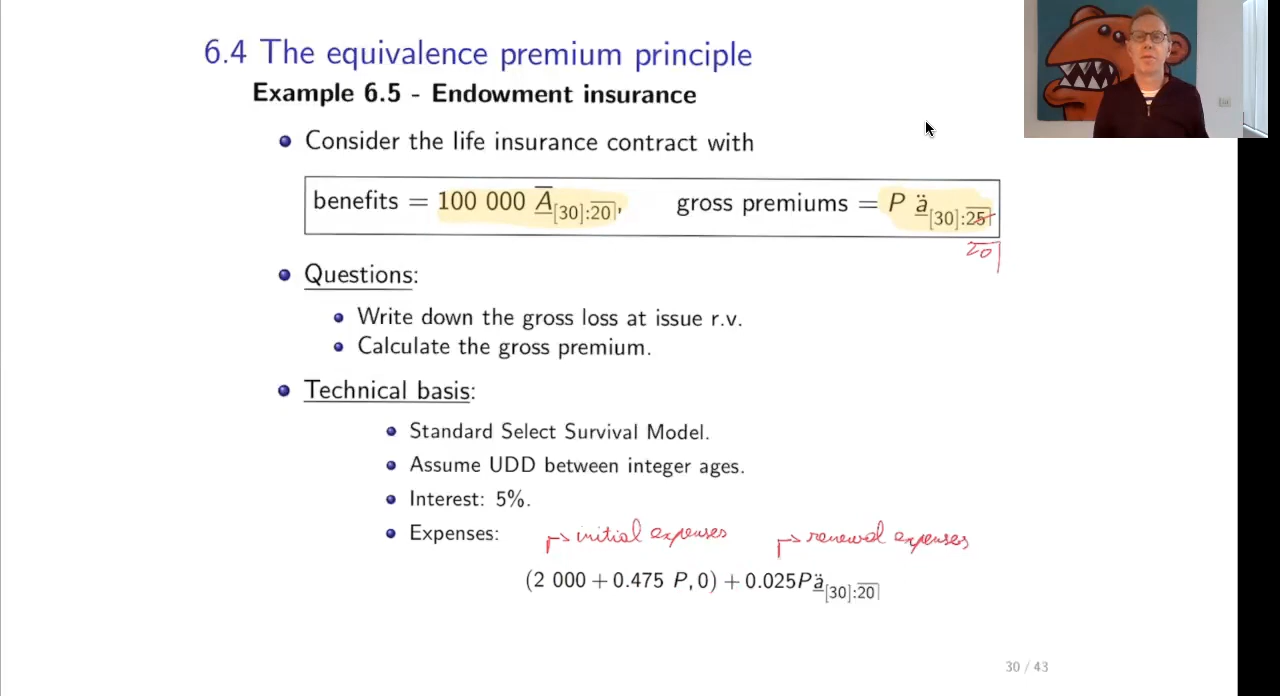 6.4 The equivalence premium principle
Example 6.5 - Endowment insurance
Consider the life insurance contract with
benefits = 100 000 A̲̅[30]:20̅|, gross premiums = P ä̲[30]:25̅|
20̅|
Questions:
Write down the gross loss at issue r.v.
Calculate the gross premium.
Technical basis:
Standard Select Survival Model.
Assume UDD between integer ages.
Interest: 5%.
Expenses: ↱ initial expenses ↱ renewal expenses
(2 000 + 0.475 P, 0) + 0.025P ä̲[30]:20̅|
30 / 43